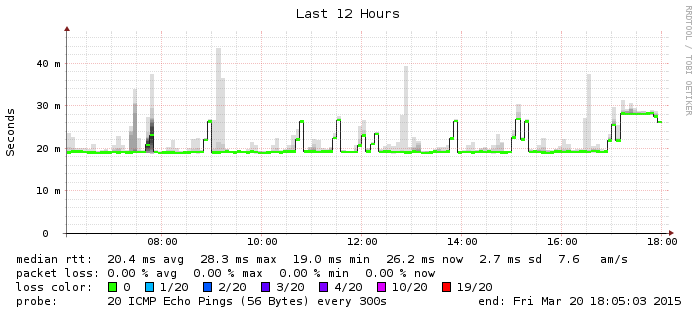 Last 12 Hours
RRDTOOL / TOBI OETIKER
Seconds
40 m
30 m
20 m
10 m
0
08:00 10:00 12:00 14:00 16:00 18:00
median rtt: 20.4 ms avg 28.3 ms max 19.0 ms min 26.2 ms now 2.7 ms sd 7.6 am/s
packet loss: 0.00 % avg 0.00 % max 0.00 % min 0.00 % now
loss color: 0 1/20 2/20 3/20 4/20 10/20 19/20
probe: 20 ICMP Echo Pings (56 Bytes) every 300s end: Fri Mar 20 18:05:03 2015